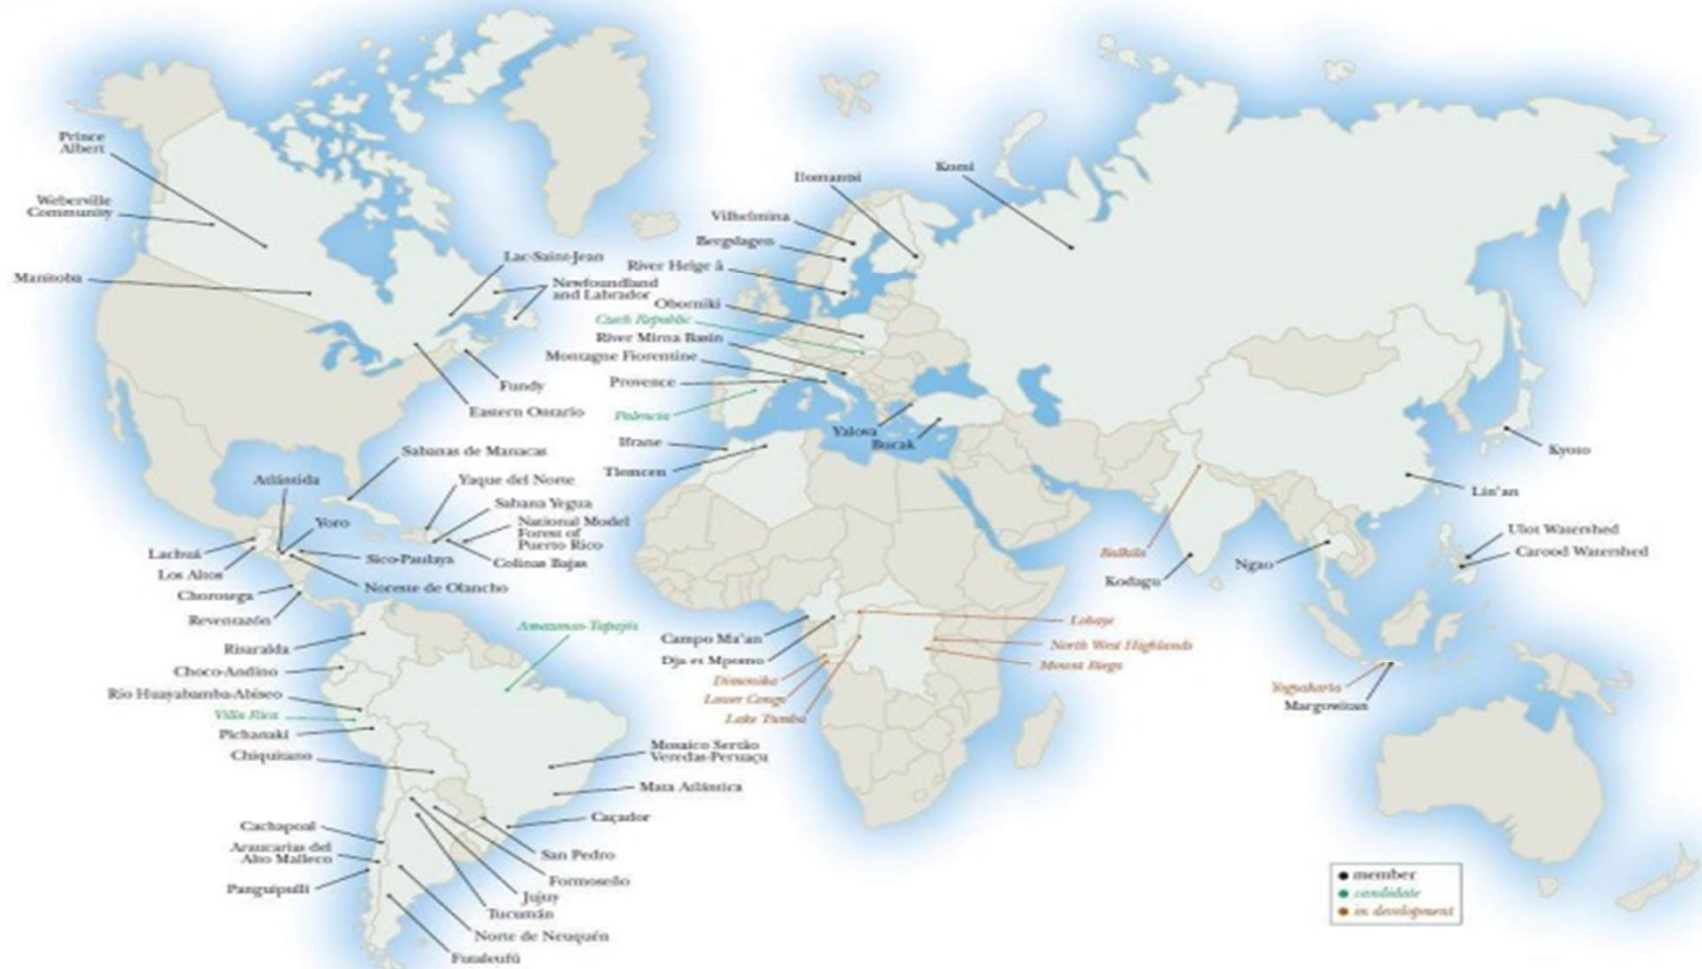 Prince
Albert
Weberville
Community
Manitoba
Lac-Saint-Jean
Newfoundland
and Labrador
Fundy
Eastern Ontario
Sabanas de Manacas
Atlántida
Yoro
Yaque del Norte
Sabana Yegua
National Model
Forest of
Puerto Rico
Colinas Bajas
Lachuá
Los Altos
Sico-Paulaya
Noreste de Olancho
Chorotega
Reventazón
Risaralda
Choco-Andino
Río Huayabamba-Abiseo
Villa Rica
Pichanaki
Chiquitano
Amazonas-Tapajós
Mosaico Sertão
Veredas-Peruaçu
Mata Atlántica
Caçador
San Pedro
Formoseño
Jujuy
Tucumán
Norte de Neuquén
Futaleufú
Cachapoal
Araucarias del
Alto Malleco
Panguipulli
Ilomantsi
Komi
Vilhelmina
Bergslagen
River Helge å
Oborniki
Czech Republic
River Mirna Basin
Montagne Fiorentine
Provence
Palencia
Ifrane
Tlemcen
Yalova
Bucak
Campo Ma'an
Dja et Mpomo
Dimonika
Lower Congo
Lake Tumba
Lobaye
North West Highlands
Mount Biega
Kodagu
Ngao
Kyoto
Lin'an
Ulot Watershed
Carood Watershed
Yogyakarta
Margowitan
member
candidate
in development